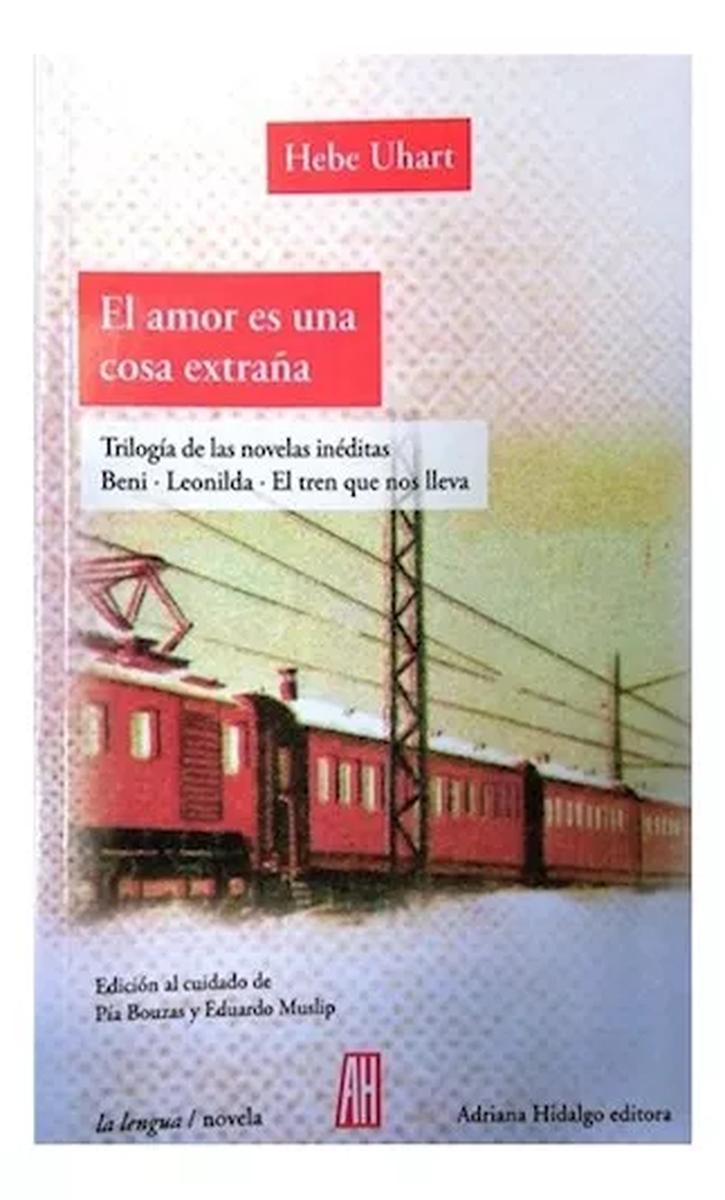 Hebe Uhart
El amor es una
cosa extraña
Trilogía de las novelas inéditas
Beni · Leonilda · El tren que nos lleva
Edición al cuidado de
Pía Bouzas y Eduardo Muslip
AH
la lengua / novela
Adriana Hidalgo editora